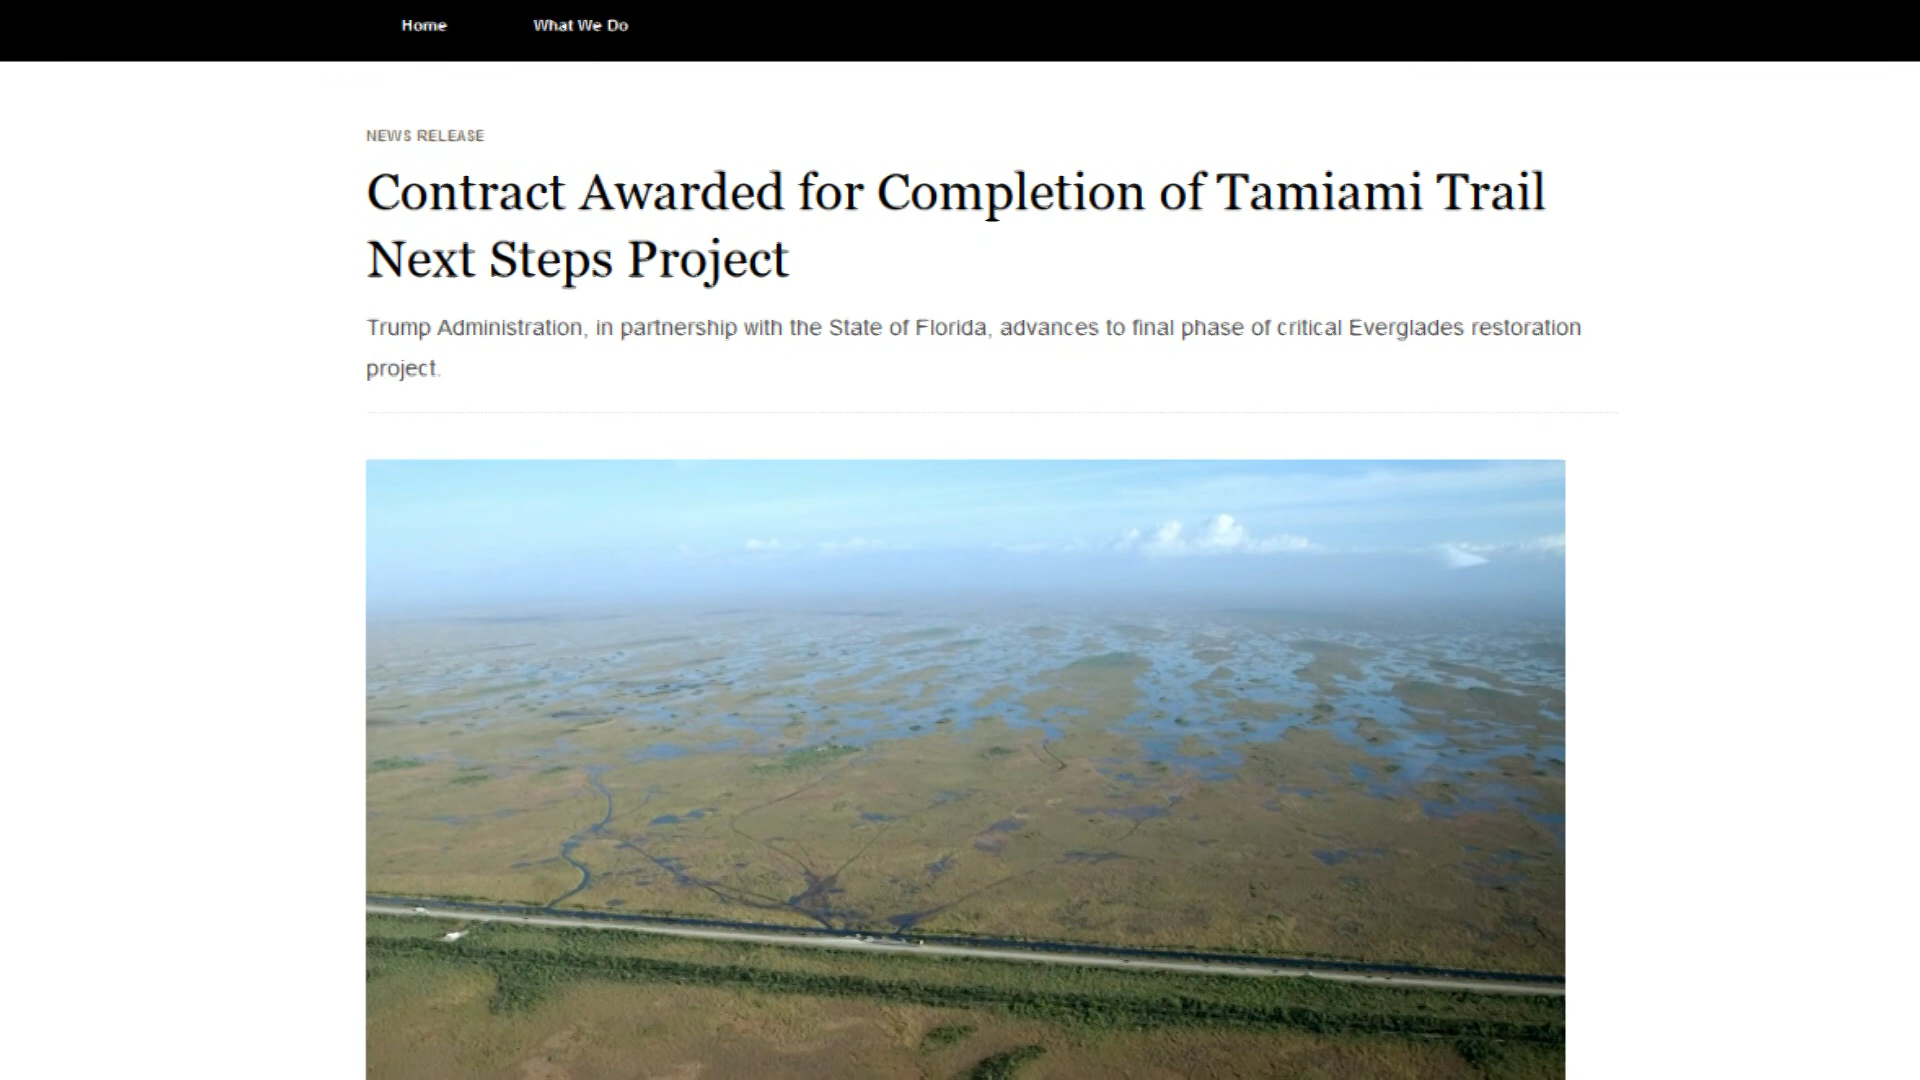 Home What We Do
NEWS RELEASE
Contract Awarded for Completion of Tamiami Trail
Next Steps Project
Trump Administration, in partnership with the State of Florida, advances to final phase of critical Everglades restoration
project.